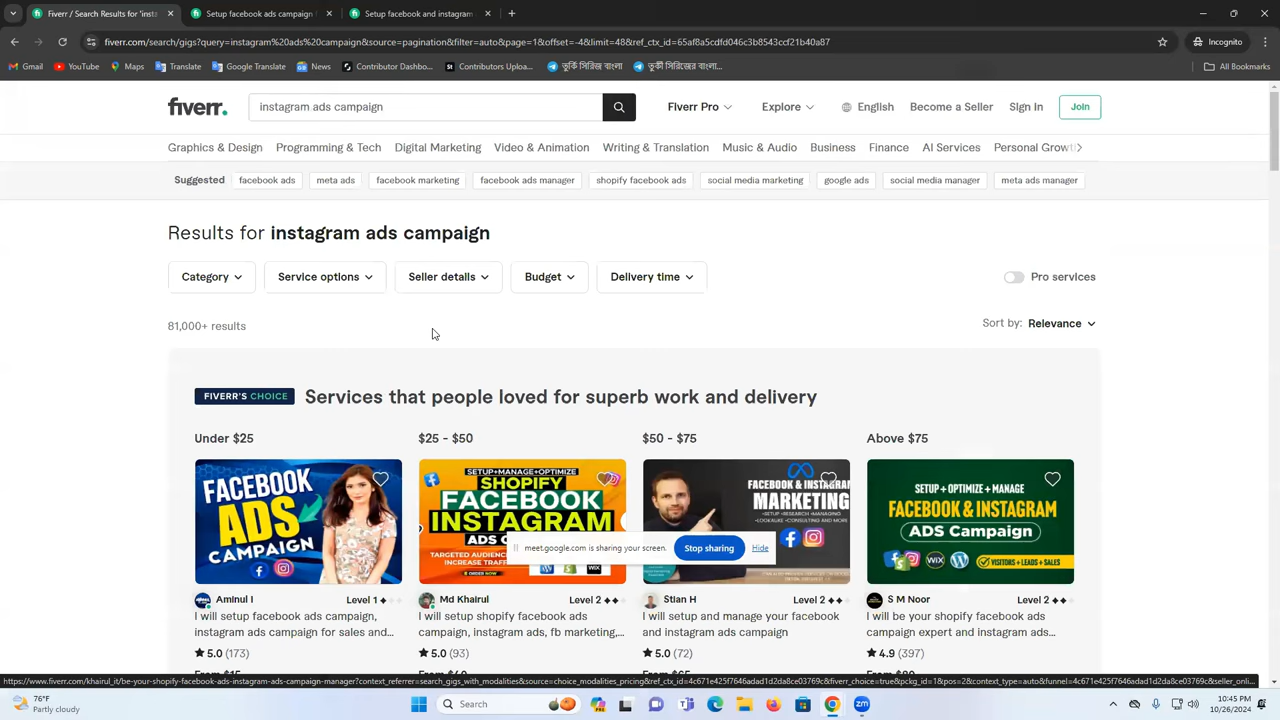 Fiverr / Search Results for 'inst
Setup facebook ads campaign
Setup facebook and instagram
fiverr.com/search/gigs?query=instagram%20ads%20campaign&source=pagination&filter=auto&page=1&offset=-4&limit=48&ref_ctx_id=65af8a5cdfd046c3b8543ccf21b40a87
Incognito
Gmail
YouTube
Maps
Translate
Google Translate
News
Contributor Dashbo...
Contributors Uploa...
তুর্কি সিরিজ বাংলা
তুর্কী সিরিজের বাংলা...
All Bookmarks
fiverr.
instagram ads campaign
Fiverr Pro
Explore
English
Become a Seller
Sign In
Join
Graphics & Design
Programming & Tech
Digital Marketing
Video & Animation
Writing & Translation
Music & Audio
Business
Finance
AI Services
Personal Growt
Suggested
facebook ads
meta ads
facebook marketing
facebook ads manager
shopify facebook ads
social media marketing
google ads
social media manager
meta ads manager
Results for instagram ads campaign
Category
Service options
Seller details
Budget
Delivery time
Pro services
81,000+ results
Sort by: Relevance
FIVERR'S CHOICE
Services that people loved for superb work and delivery
Under $25
$25 - $50
$50 - $75
Above $75
FACEBOOK
ADS
CAMPAIGN
SETUP+MANAGE+OPTIMIZE
SHOPIFY
FACEBOOK
INSTAGRAM
TARGETED AUDIENC
INCREASE TRAFFI
FACEBOOK & INSTAGRAM
MARKETING
SETUP + OPTIMIZE + MANAGE
FACEBOOK & INSTAGRAM
ADS Campaign
WiX
VISITORS + LEADS + SALES
meet.google.com is sharing your screen.
Stop sharing
Hide
Aminul I
Level 1
Md Khairul
Level 2
Stian H
Level 2
S M Noor
Level 2
I will setup facebook ads campaign,
instagram ads campaign for sales and...
I will setup shopify facebook ads
campaign, instagram ads, fb marketing,...
I will setup and manage your facebook
and instagram ads campaign
I will be your shopify facebook ads
campaign expert and instagram ads...
5.0 (173)
5.0 (93)
5.0 (72)
4.9 (397)
76°F
Partly cloudy
Search
10:45 PM
10/26/2024